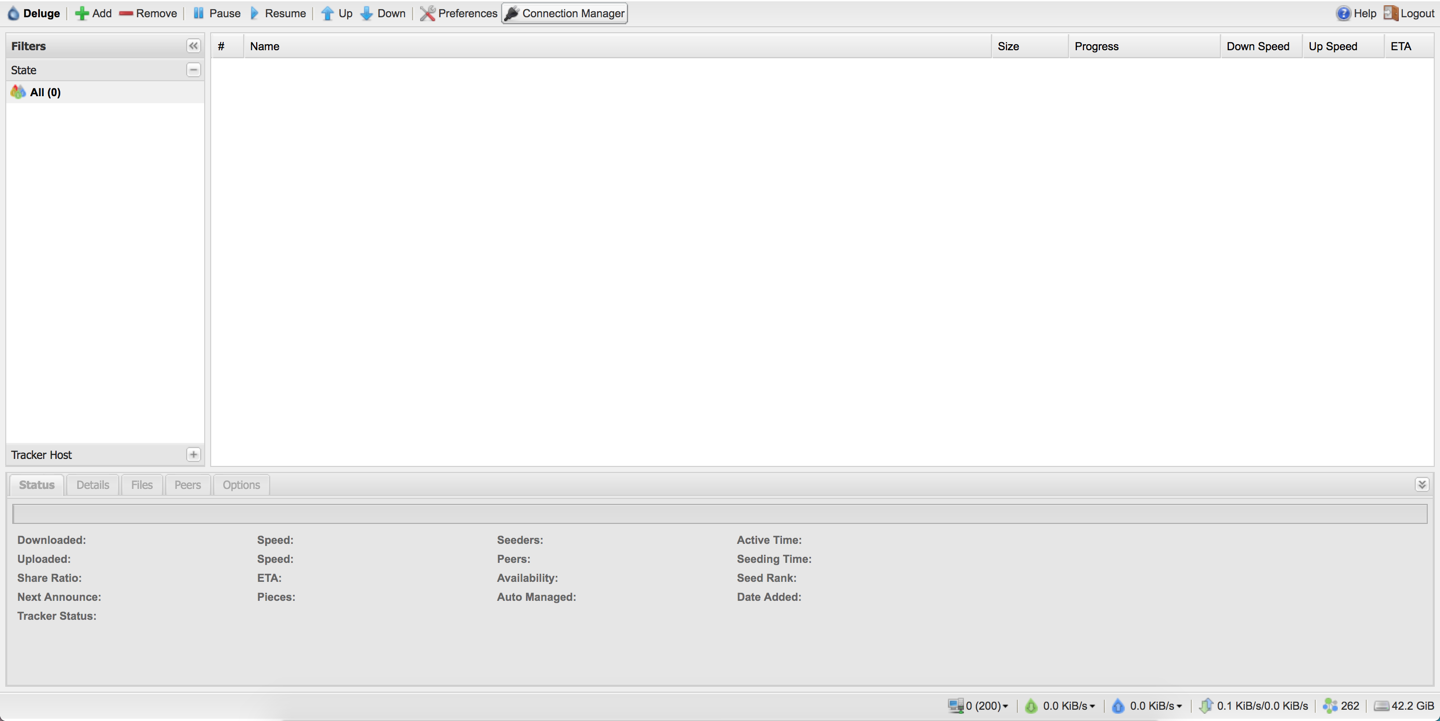 Deluge Add Remove Pause Resume Up Down Preferences Connection Manager Help Logout
Filters
State
All (0)
Tracker Host
# Name Size Progress Down Speed Up Speed ETA
Status Details Files Peers Options
Downloaded: Speed: Seeders: Active Time:
Uploaded: Speed: Peers: Seeding Time:
Share Ratio: ETA: Availability: Seed Rank:
Next Announce: Pieces: Auto Managed: Date Added:
Tracker Status:
0 (200) 0.0 KiB/s 0.0 KiB/s 0.1 KiB/s/0.0 KiB/s 262 42.2 GiB